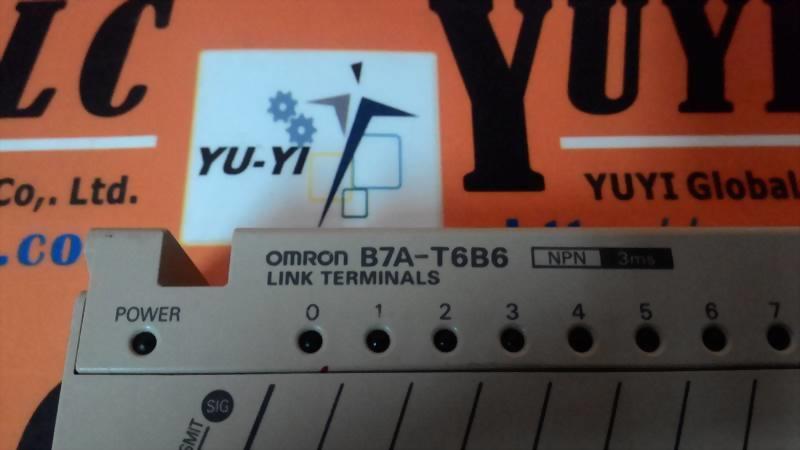 LC
YUYI
YU-YI
Co,. Ltd.
YUYI Global
.co
omron B7A-T6B6 NPN 3ms
LINK TERMINALS
POWER 0 1 2 3 4 5 6 7
SIG